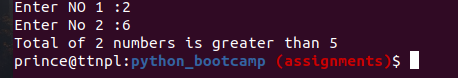 Enter NO 1 :2
Enter No 2 :6
Total of 2 numbers is greater than 5
prince@ttnpl:python_bootcamp (assignments)$